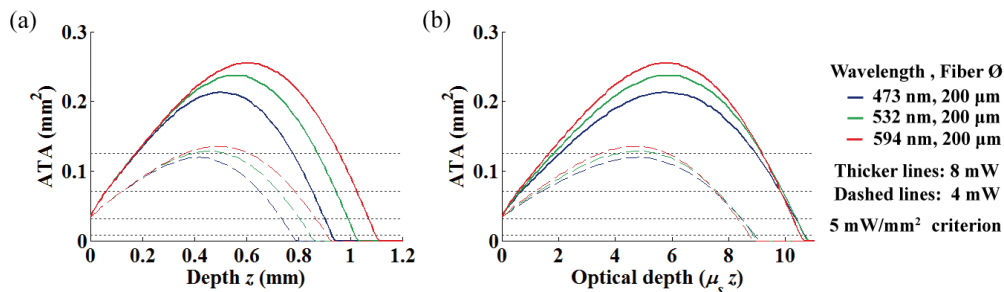 (a)
ATA (mm²)
0.3
0.2
0.1
0
0 0.2 0.4 0.6 0.8 1 1.2
Depth z (mm)
(b)
ATA (mm²)
0.3
0.2
0.1
0
0 2 4 6 8 10
Optical depth (μs z)
Wavelength , Fiber Ø
473 nm, 200 μm
532 nm, 200 μm
594 nm, 200 μm
Thicker lines: 8 mW
Dashed lines: 4 mW
5 mW/mm² criterion